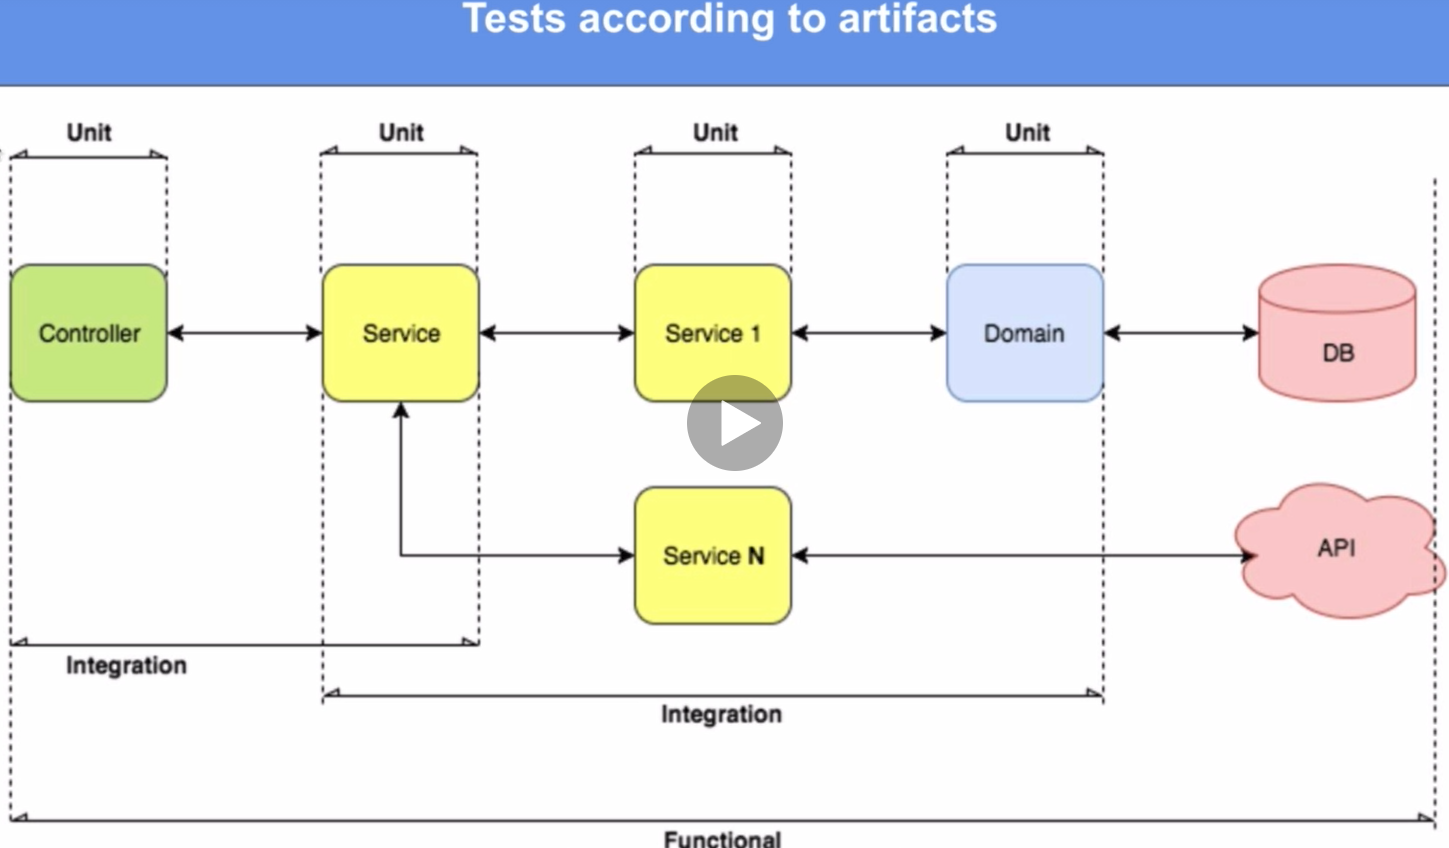 Tests according to artifacts
Unit
Unit
Unit
Unit
Controller
Service
Service 1
Domain
DB
Service N
API
Integration
Integration
Functional